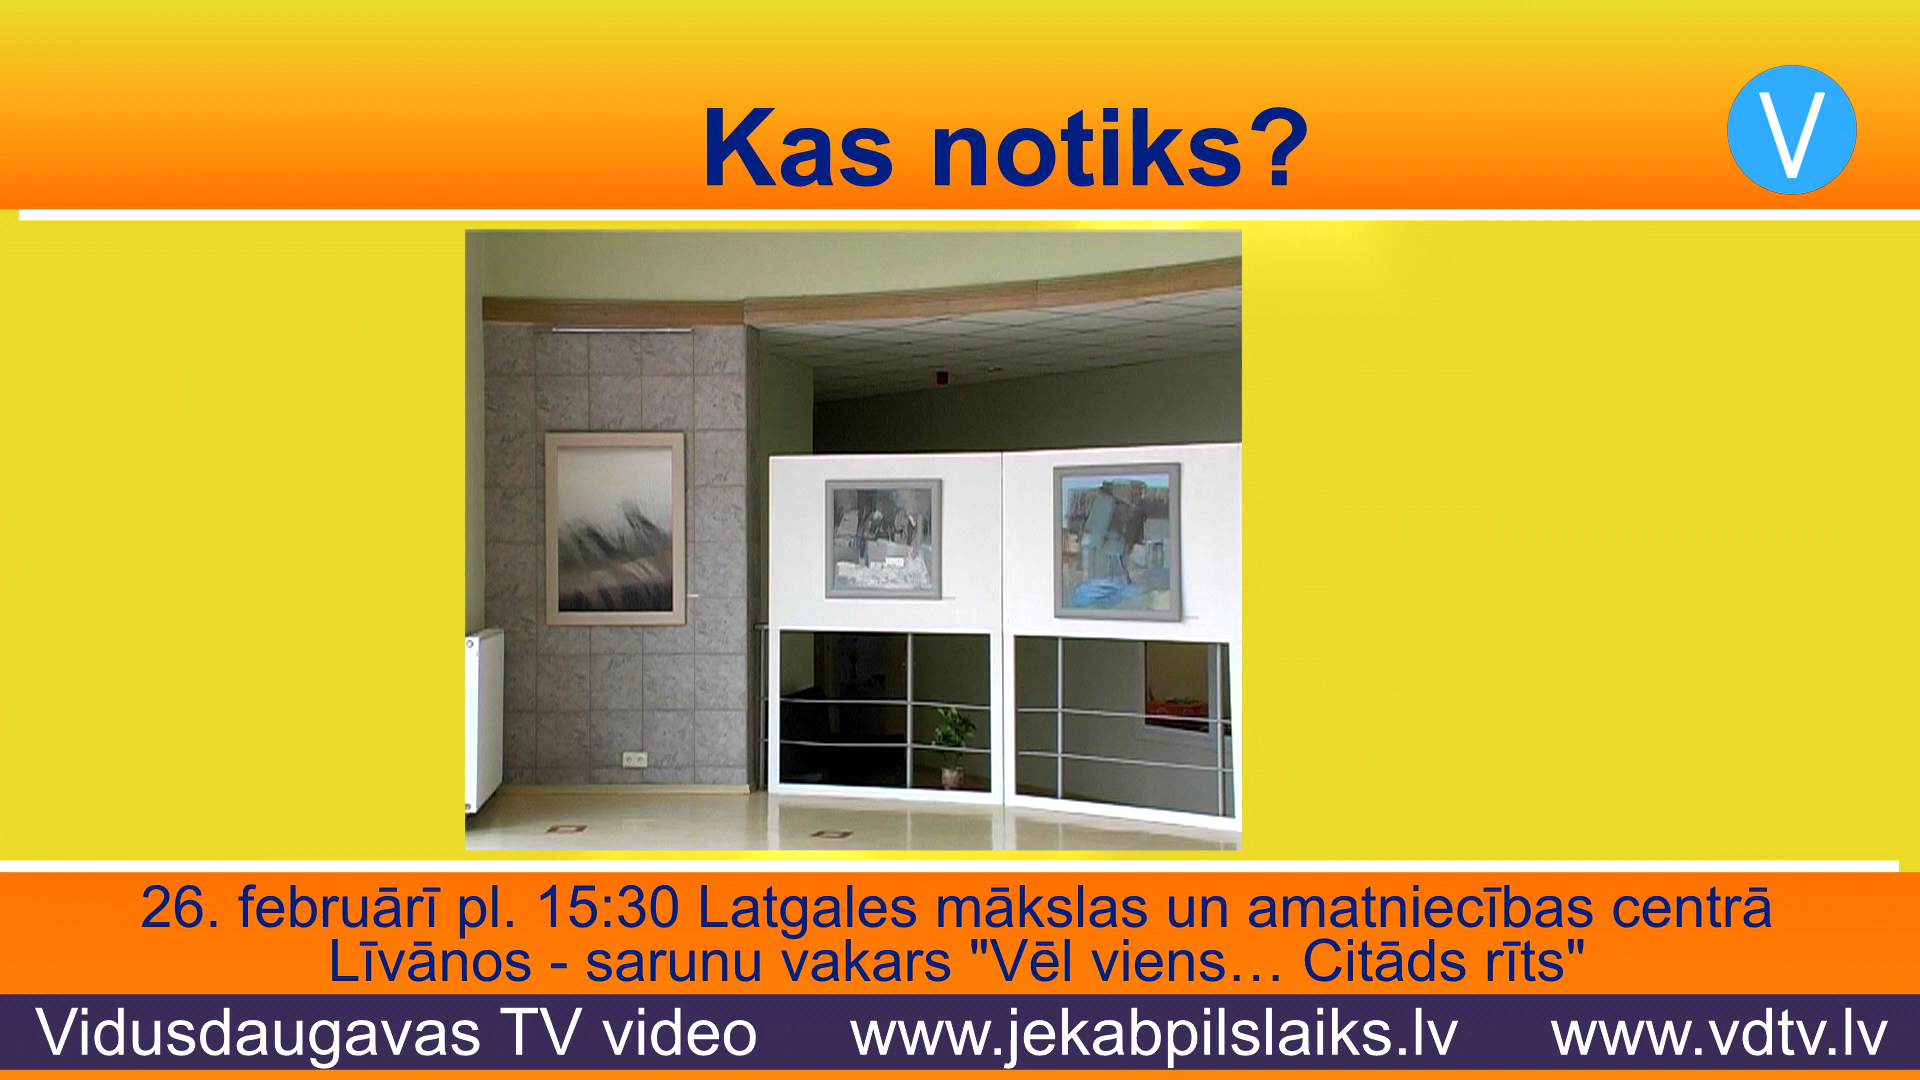 Kas notiks?
V
26. februārī pl. 15:30 Latgales mākslas un amatniecības centrā
Līvānos - sarunu vakars "Vēl viens… Citāds rīts"
Vidusdaugavas TV video www.jekabpilslaiks.lv www.vdtv.lv